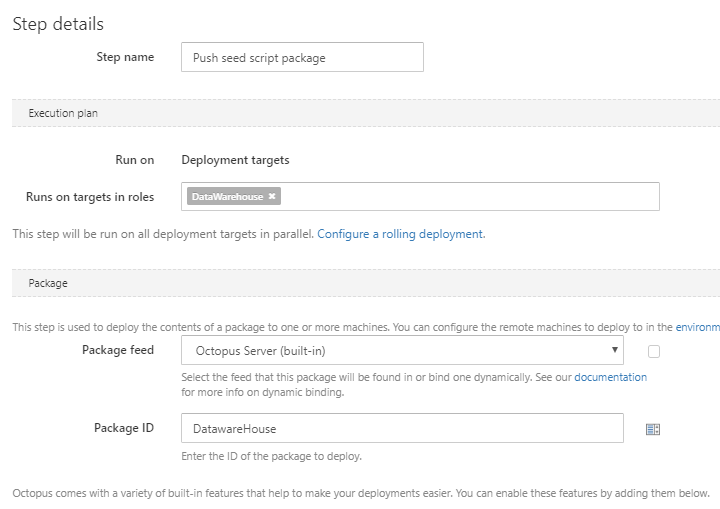 Step details
Step name
Push seed script package
Execution plan
Run on
Deployment targets
Runs on targets in roles
DataWarehouse ×
This step will be run on all deployment targets in parallel. Configure a rolling deployment.
Package
This step is used to deploy the contents of a package to one or more machines. You can configure the remote machines to deploy to in the environm
Package feed
Octopus Server (built-in)
Select the feed that this package will be found in or bind one dynamically. See our documentation
for more info on dynamic binding.
Package ID
DatawareHouse
Enter the ID of the package to deploy.
Octopus comes with a variety of built-in features that help to make your deployments easier. You can enable these features by adding them below.